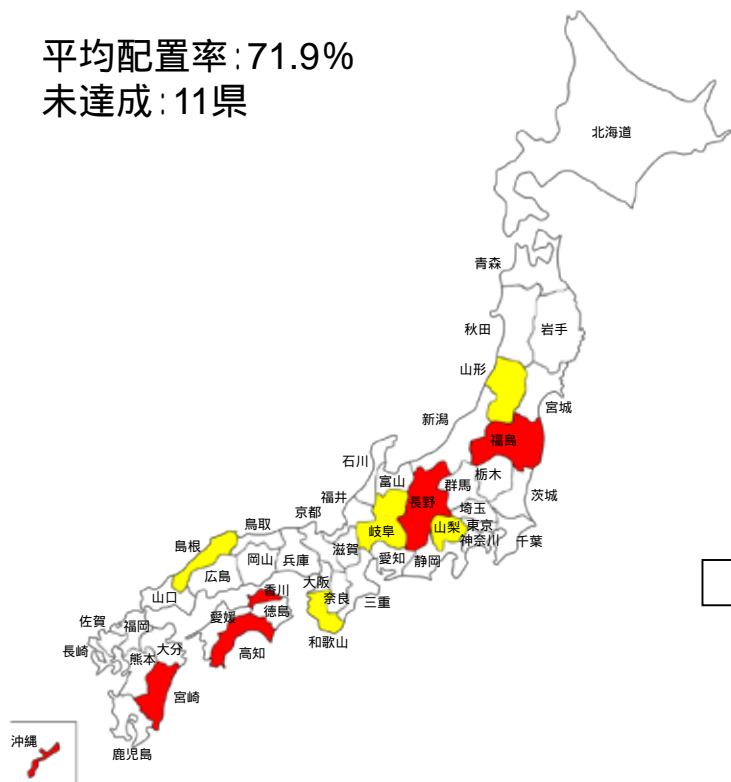 平均配置率:71.9%
未達成:11県
北海道
青森
秋田
岩手
山形
宮城
新潟
福島
石川
富山
栃木
群馬
茨城
福井
長野
埼玉
京都
岐阜
山梨
東京
鳥取
神奈川
千葉
島根
滋賀
愛知
静岡
岡山
兵庫
広島
大阪
奈良
三重
山口
香川
徳島
愛媛
和歌山
佐賀
福岡
高知
長崎
大分
熊本
宮崎
沖縄
鹿児島